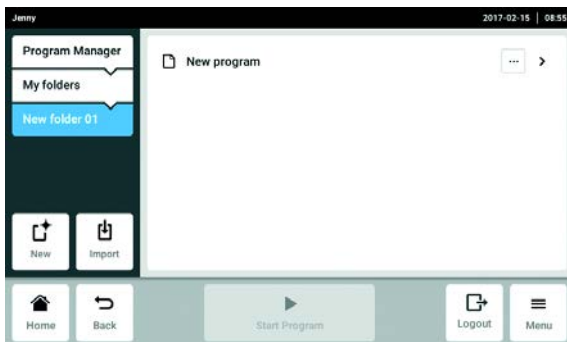 Jenny 2017-02-15 | 08:55
Program Manager
New program ...
My folders
New folder 01
New Import
Home Back Start Program Logout Menu